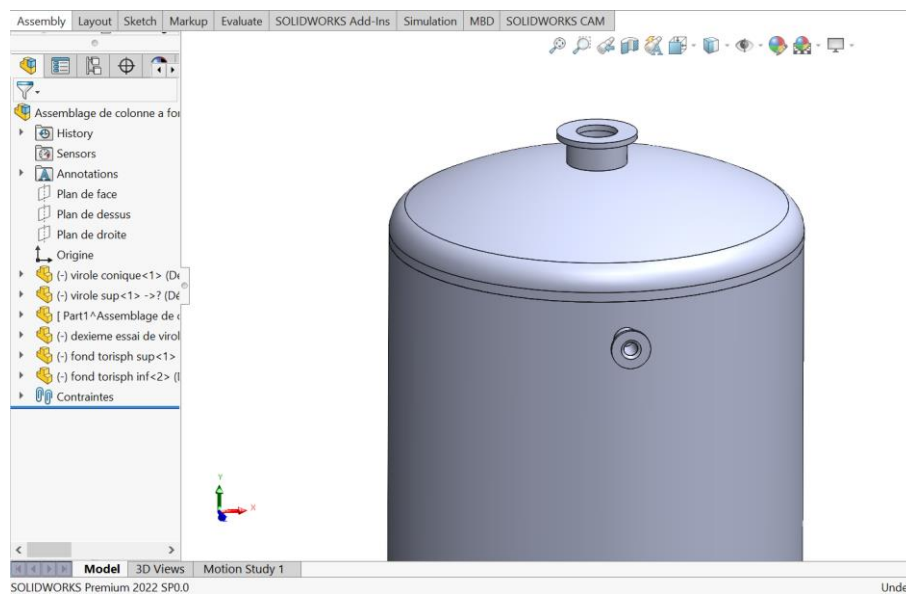 Assembly Layout Sketch Markup Evaluate SOLIDWORKS Add-Ins Simulation MBD SOLIDWORKS CAM
Assemblage de colonne a fo
History
Sensors
Annotations
Plan de face
Plan de dessus
Plan de droite
Origine
(-) virole conique<1> (De
(-) virole sup<1> ->? (Dé
[ Part1^Assemblage de
(-) dexieme essai de virol
(-) fond torisph sup<1>
(-) fond torisph inf<2> (
Contraintes
Y
X
Model 3D Views Motion Study 1
SOLIDWORKS Premium 2022 SP0.0
Unde